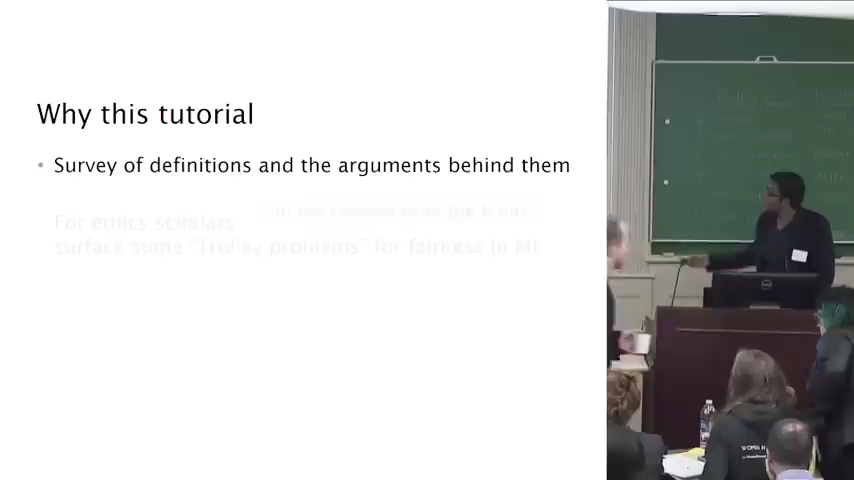 Why this tutorial
• Survey of definitions and the arguments behind them
For ethics scholars
surface some "Trolley problems" for fairness in ML